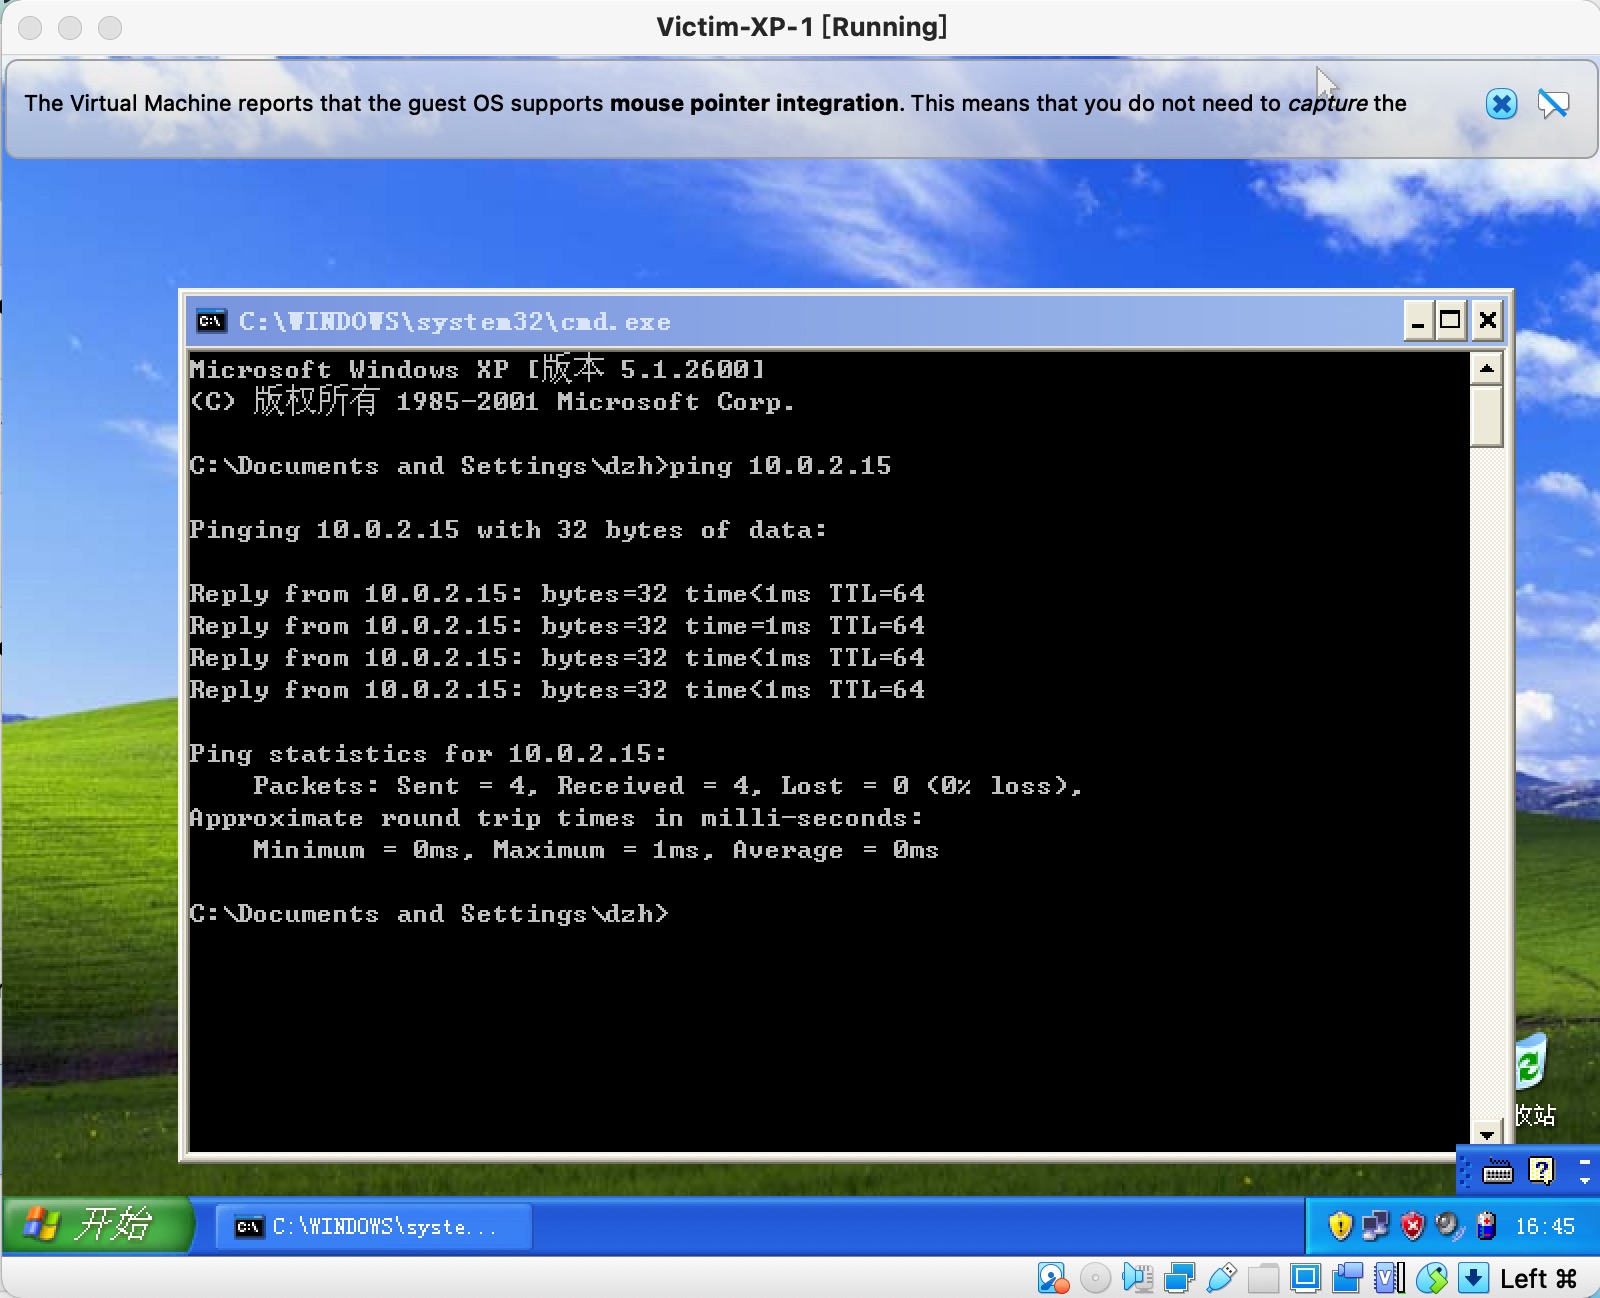 Victim-XP-1 [Running]
The Virtual Machine reports that the guest OS supports mouse pointer integration. This means that you do not need to capture the
C:\WINDOWS\system32\cmd.exe
Microsoft Windows XP [版本 5.1.2600]
(C) 版权所有 1985-2001 Microsoft Corp.
C:\Documents and Settings\dzh>ping 10.0.2.15
Pinging 10.0.2.15 with 32 bytes of data:
Reply from 10.0.2.15: bytes=32 time<1ms TTL=64
Reply from 10.0.2.15: bytes=32 time=1ms TTL=64
Reply from 10.0.2.15: bytes=32 time<1ms TTL=64
Reply from 10.0.2.15: bytes=32 time<1ms TTL=64
Ping statistics for 10.0.2.15:
Packets: Sent = 4, Received = 4, Lost = 0 (0% loss),
Approximate round trip times in milli-seconds:
Minimum = 0ms, Maximum = 1ms, Average = 0ms
C:\Documents and Settings\dzh>
收站
开始
C:\WINDOWS\syste...
16:45
Left ⌘